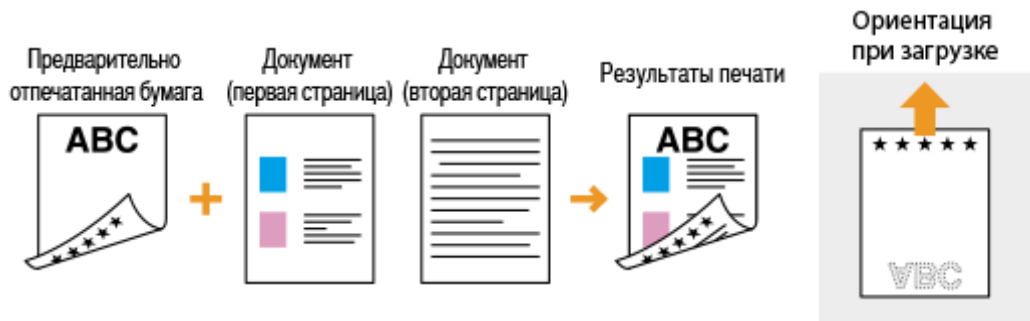 Предварительно
отпечатанная бумага
Документ
(первая страница)
Документ
(вторая страница)
Результаты печати
Ориентация
при загрузке
ABC
ABC
ABC